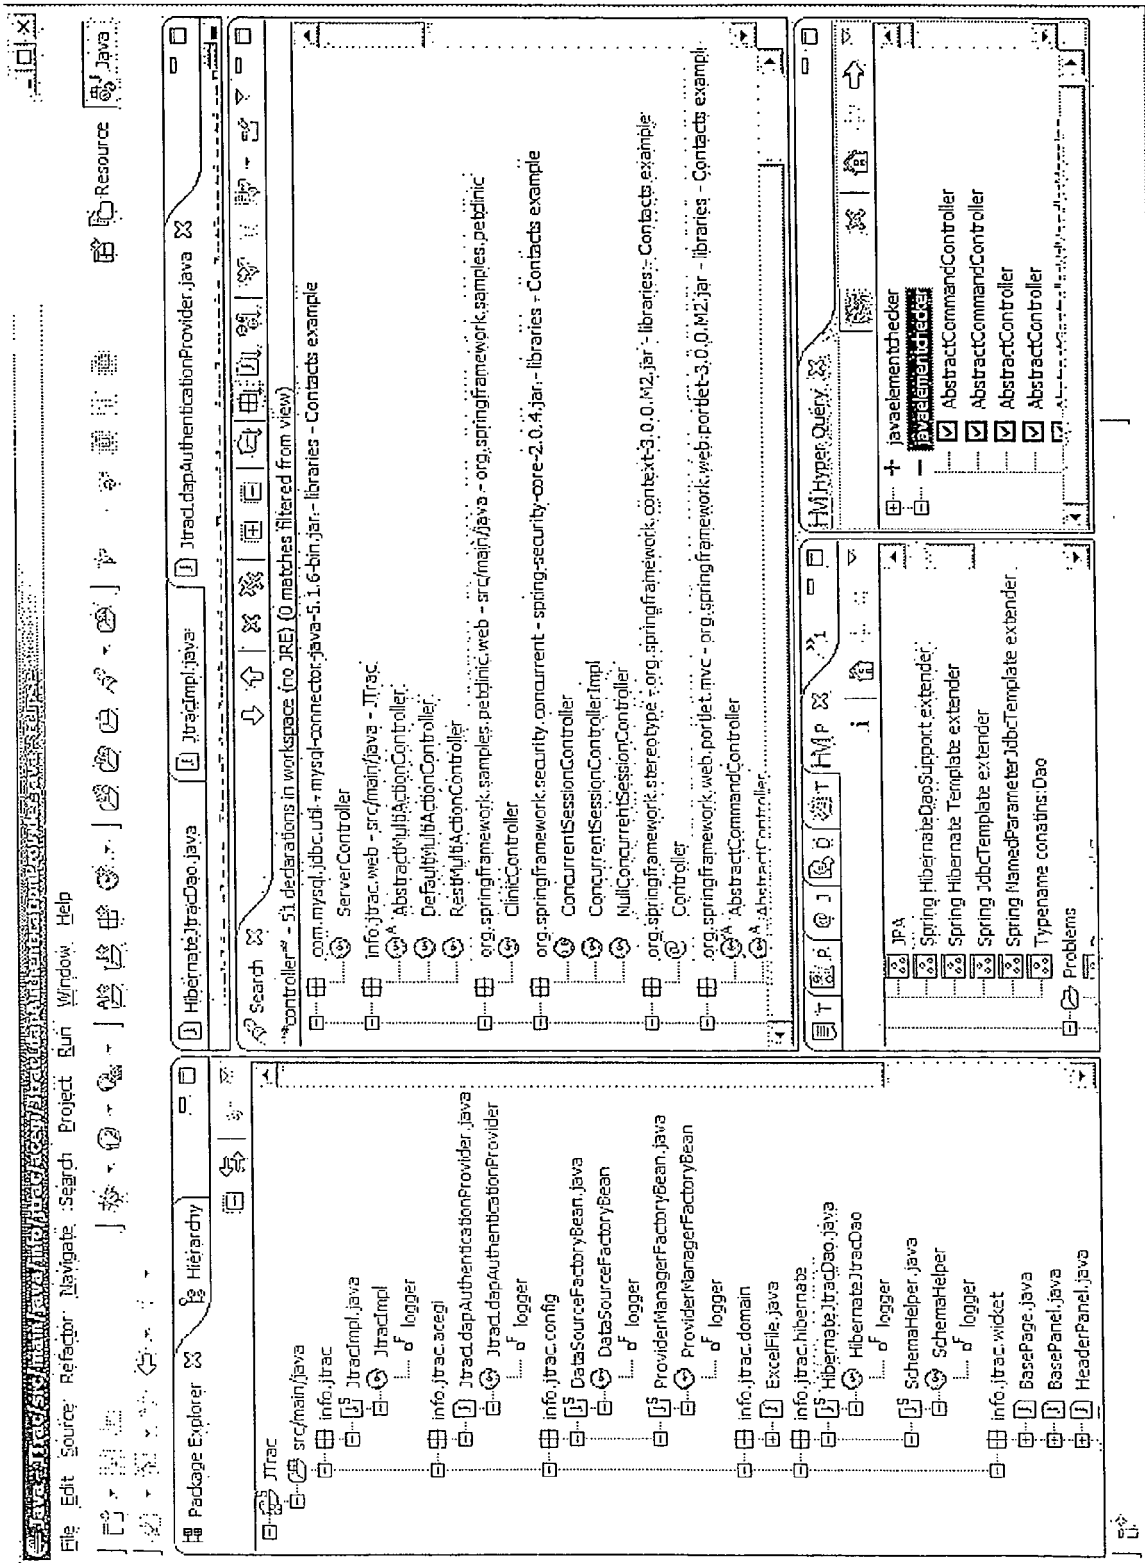 File Edit Source Refactor Navigate Search Project Run Window Help
Resource
Java
Package Explorer
Hierarchy
JTrac
src/main/java
info.jtrac
JtracImpl.java
JtracImpl
logger
info.jtrac.acegi
JtracLdapAuthenticationProvider.java
JtracLdapAuthenticationProvider
logger
info.jtrac.config
DataSourceFactoryBean.java
DataSourceFactoryBean
logger
ProviderManagerFactoryBean.java
ProviderManagerFactoryBean
logger
info.jtrac.domain
ExcelFile.java
info.jtrac.hibernate
HibernateJtracDao.java
HibernateJtracDao
logger
SchemaHelper.java
SchemaHelper
logger
info.jtrac.wicket
BasePage.java
BasePanel.java
HeaderPanel.java
HibernateJtracDao.java
JtracImpl.java
JtracLdapAuthenticationProvider.java
Search
'*controller*' - 51 declarations in workspace (no JRE) (0 matches filtered from view)
com.mysql.jdbc.util - mysql-connector-java-5.1.6-bin.jar - libraries - Contacts example
ServerController
info.jtrac.web - src/main/java - JTrac
AbstractMultiActionController
DefaultMultiActionController
RestMultiActionController
org.springframework.samples.petclinic.web - src/main/java - org.springframework.samples.petclinic
ClinicController
org.springframework.security.concurrent - spring-security-core-2.0.4.jar - libraries - Contacts example
ConcurrentSessionController
ConcurrentSessionControllerImpl
NullConcurrentSessionController
org.springframework.stereotype - org.springframework.context-3.0.0.M2.jar - libraries - Contacts example
Controller
org.springframework.web.portlet.mvc - org.springframework.web.portlet-3.0.0.M2.jar - libraries - Contacts example
AbstractCommandController
AbstractController
T P @ J D T HM P
JPA
Spring HibernateDaoSupport extender
Spring Hibernate Template extender
Spring JdbcTemplate extender
Spring NamedParameterJdbcTemplate extender
Typename conatins:Dao
Problems
HM Hyper Query
javaelementchecker
javaelementchecker
AbstractCommandController
AbstractCommandController
AbstractController
AbstractController